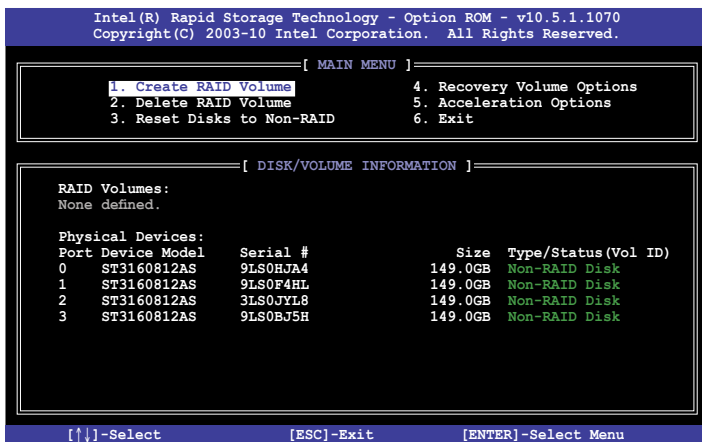 Intel(R) Rapid Storage Technology - Option ROM - v10.5.1.1070
Copyright(C) 2003-10 Intel Corporation. All Rights Reserved.
[ MAIN MENU ]
1. Create RAID Volume 4. Recovery Volume Options
2. Delete RAID Volume 5. Acceleration Options
3. Reset Disks to Non-RAID 6. Exit
[ DISK/VOLUME INFORMATION ]
RAID Volumes:
None defined.
Physical Devices:
Port Device Model Serial # Size Type/Status(Vol ID)
0 ST3160812AS 9LS0HJA4 149.0GB Non-RAID Disk
1 ST3160812AS 9LS0F4HL 149.0GB Non-RAID Disk
2 ST3160812AS 3LS0JYL8 149.0GB Non-RAID Disk
3 ST3160812AS 9LS0BJ5H 149.0GB Non-RAID Disk
[↑↓]-Select [ESC]-Exit [ENTER]-Select Menu